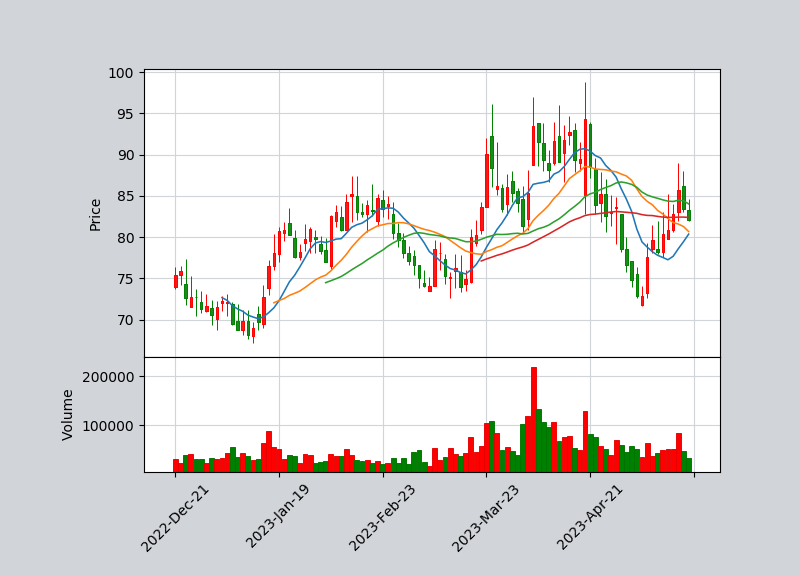 100
95
90
85
80
75
70
Price
200000
100000
Volume
2022-Dec-21
2023-Jan-19
2023-Feb-23
2023-Mar-23
2023-Apr-21